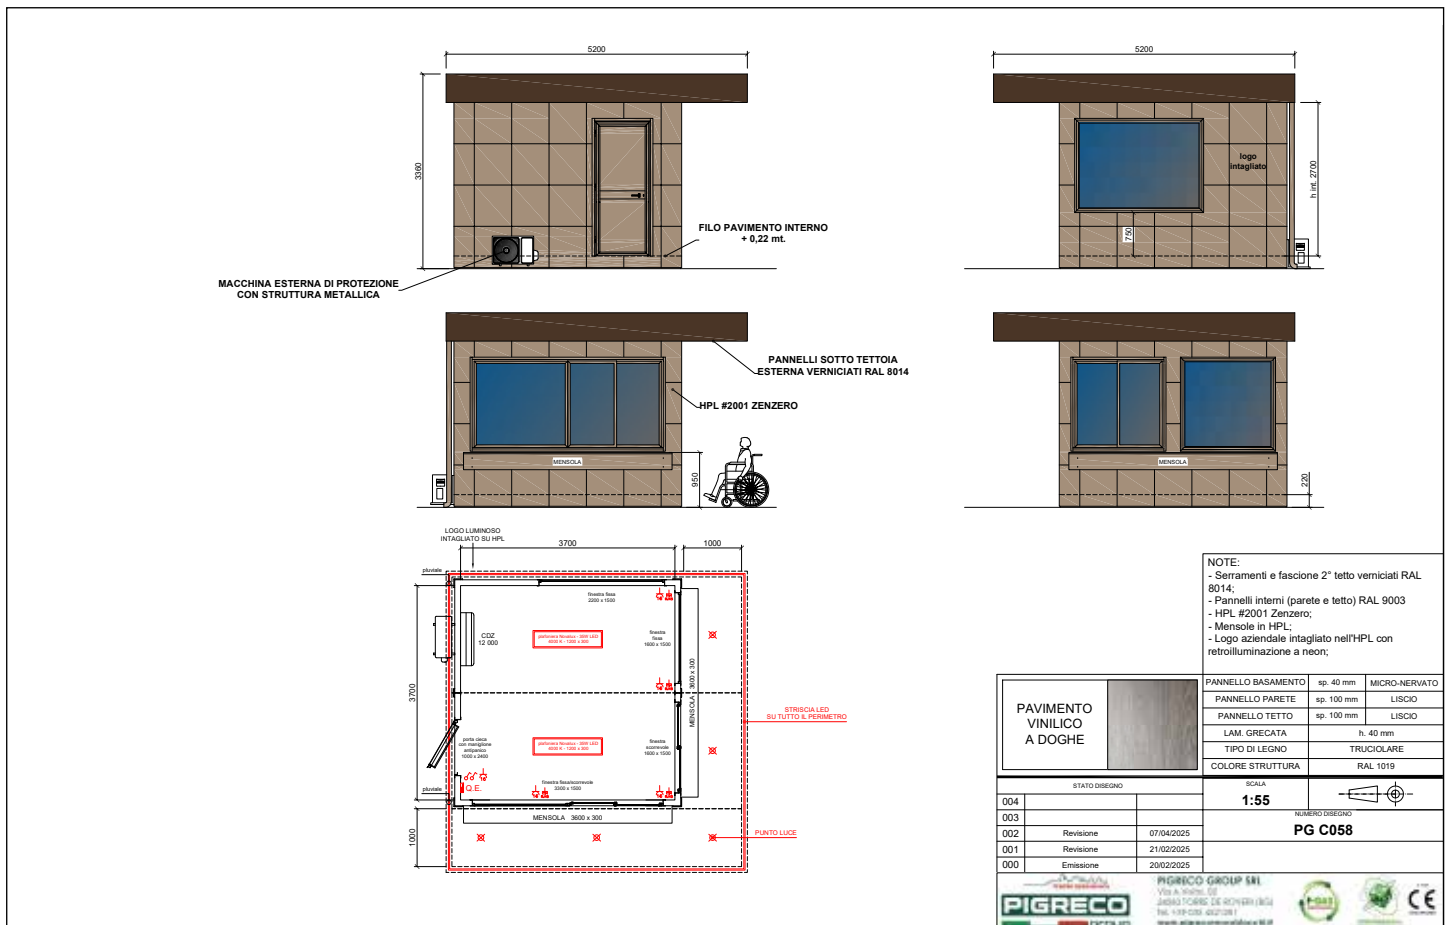 5200
3360
FILO PAVIMENTO INTERNO
+ 0,22 mt.
MACCHINA ESTERNA DI PROTEZIONE
CON STRUTTURA METALLICA
5200
logo
intagliato
h int. 2700
750
PANNELLI SOTTO TETTOIA
ESTERNA VERNICIATI RAL 8014
HPL #2001 ZENZERO
MENSOLA
950
MENSOLA
220
LOGO LUMINOSO
INTAGLIATO SU HPL
3700
1000
pluviale
finestra fissa
2200 x 1500
CDZ
12 000
finestra
fissa
1600 x 1500
3700
MENSOLA 3600 x 300
STRISCIA LED
SU TUTTO IL PERIMETRO
porta cieca
con maniglione
antipanico
1000 x 2400
finestra
scorrevole
1600 x 1500
Q.E.
finestra fissa/scorrevole
3300 x 1500
pluviale
MENSOLA 3600 x 300
1000
PUNTO LUCE
NOTE:
- Serramenti e fascione 2° tetto verniciati RAL
8014;
- Pannelli interni (parete e tetto) RAL 9003
- HPL #2001 Zenzero;
- Mensole in HPL;
- Logo aziendale intagliato nell'HPL con
retroilluminazione a neon;
PAVIMENTO
VINILICO
A DOGHE
PANNELLO BASAMENTO sp. 40 mm MICRO-NERVATO
PANNELLO PARETE sp. 100 mm LISCIO
PANNELLO TETTO sp. 100 mm LISCIO
LAM. GRECATA h. 40 mm
TIPO DI LEGNO TRUCIOLARE
COLORE STRUTTURA RAL 1019
STATO DISEGNO
SCALA
1:55
004
003
002 Revisione 07/04/2025
001 Revisione 21/02/2025
000 Emissione 20/02/2025
NUMERO DISEGNO
PG C058
PIGRECO
PIGRECO GROUP SRL
CE